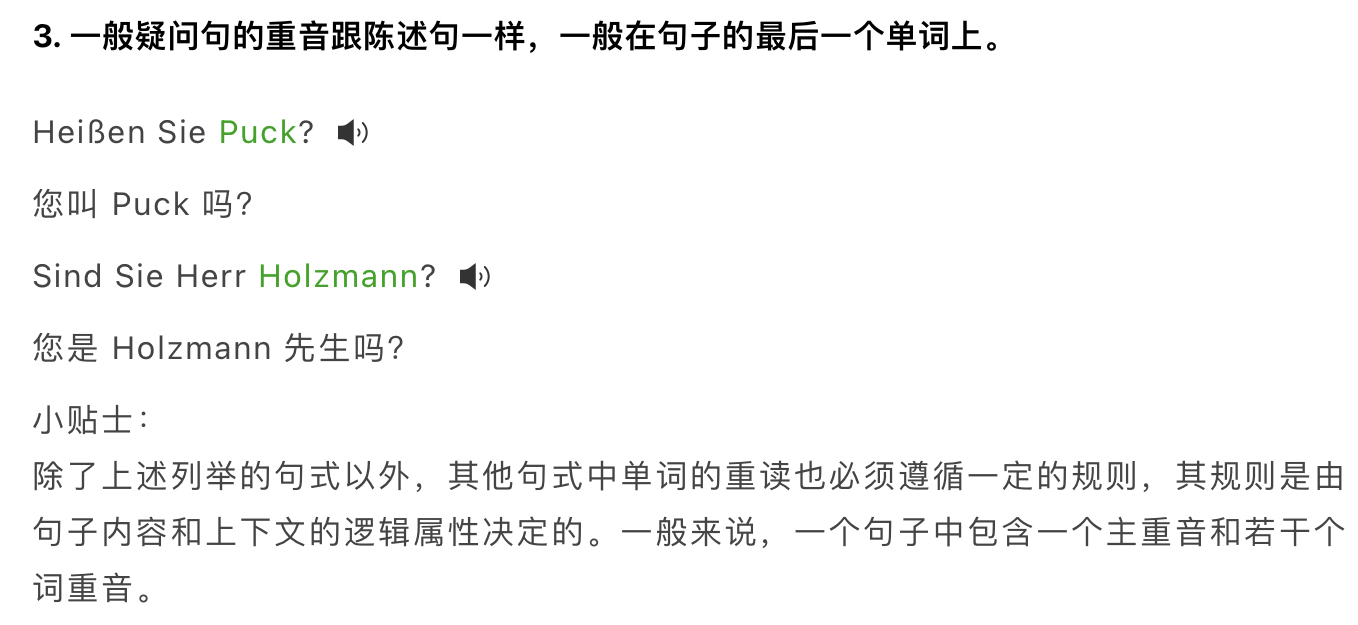 3. 一般疑问句的重音跟陈述句一样，一般在句子的最后一个单词上。
Heißen Sie Puck?
您叫 Puck 吗？
Sind Sie Herr Holzmann?
您是 Holzmann 先生吗？
小贴士：
除了上述列举的句式以外，其他句式中单词的重读也必须遵循一定的规则，其规则是由
句子内容和上下文的逻辑属性决定的。一般来说，一个句子中包含一个主重音和若干个
词重音。